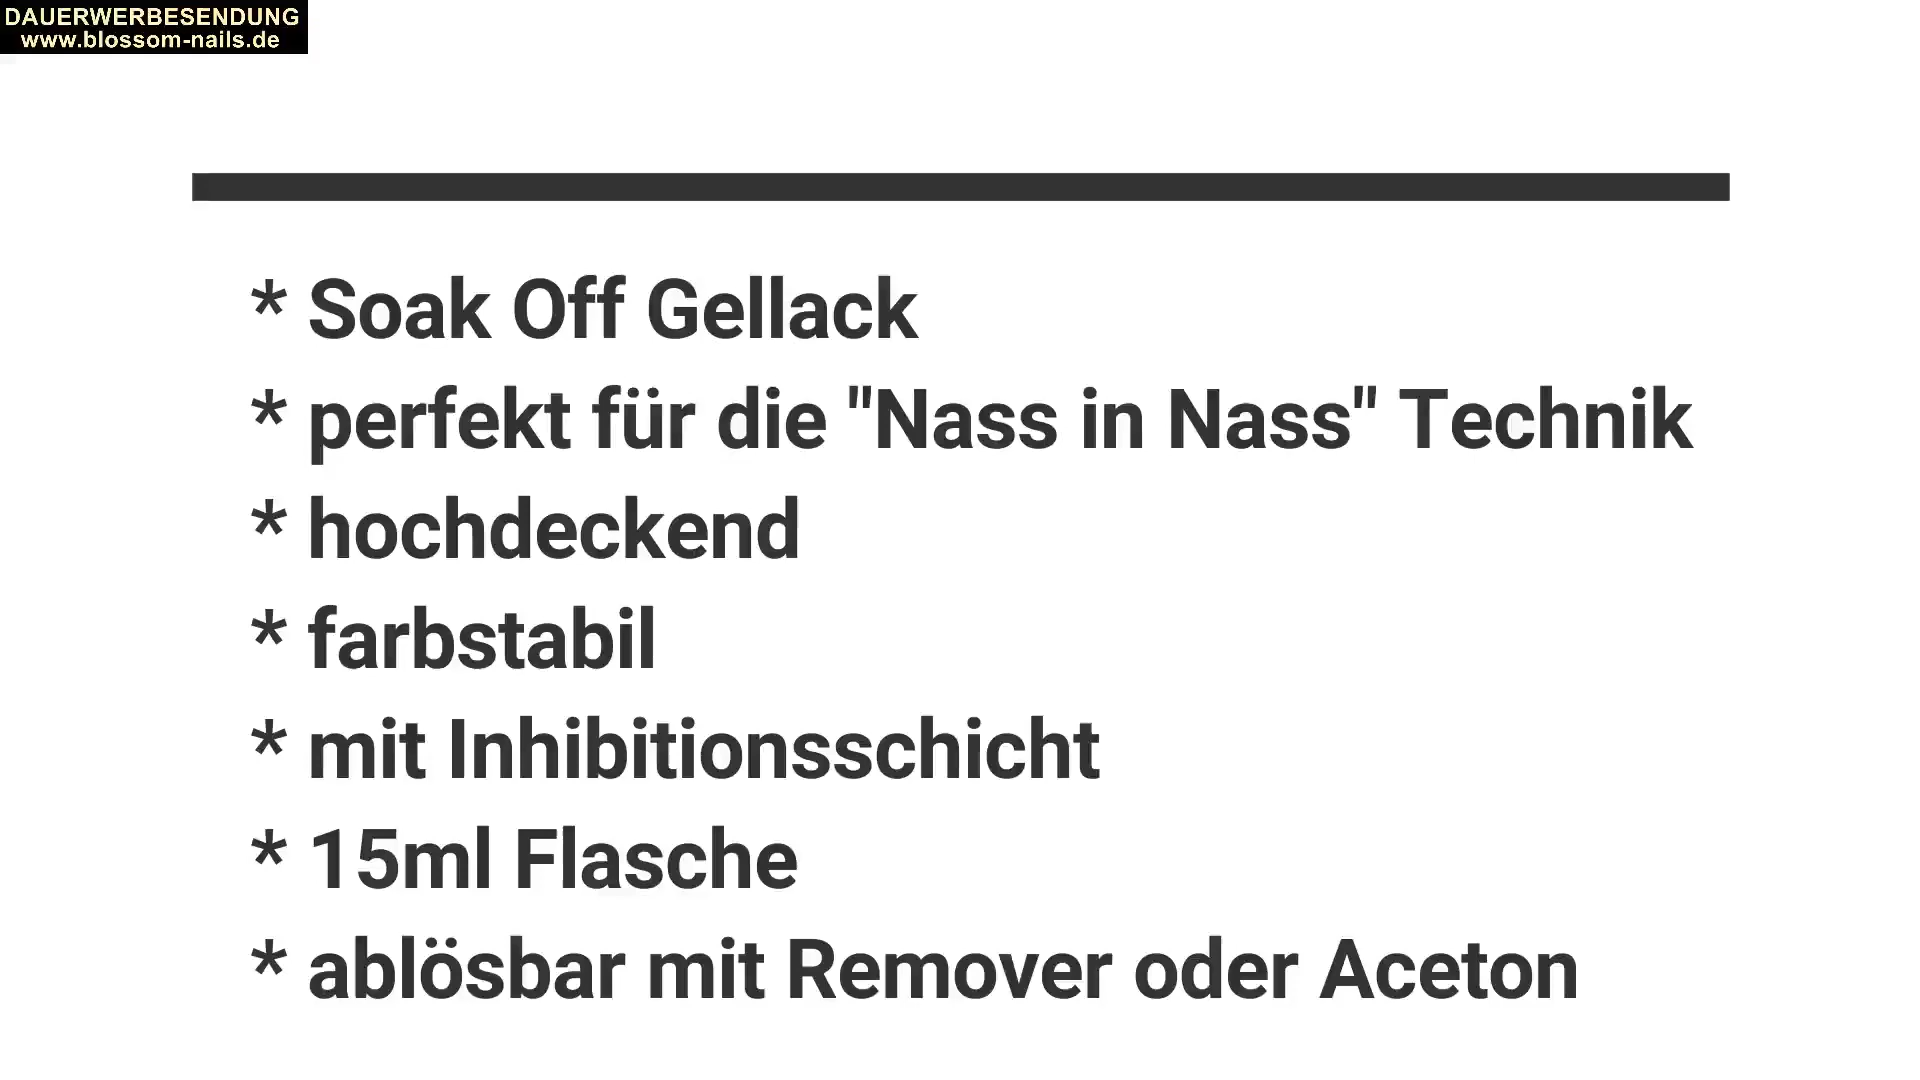 DAUERWERBESENDUNG
www.blossom-nails.de
* Soak Off Gellack
* perfekt für die "Nass in Nass" Technik
* hochdeckend
* farbstabil
* mit Inhibitionsschicht
* 15ml Flasche
* ablösbar mit Remover oder Aceton